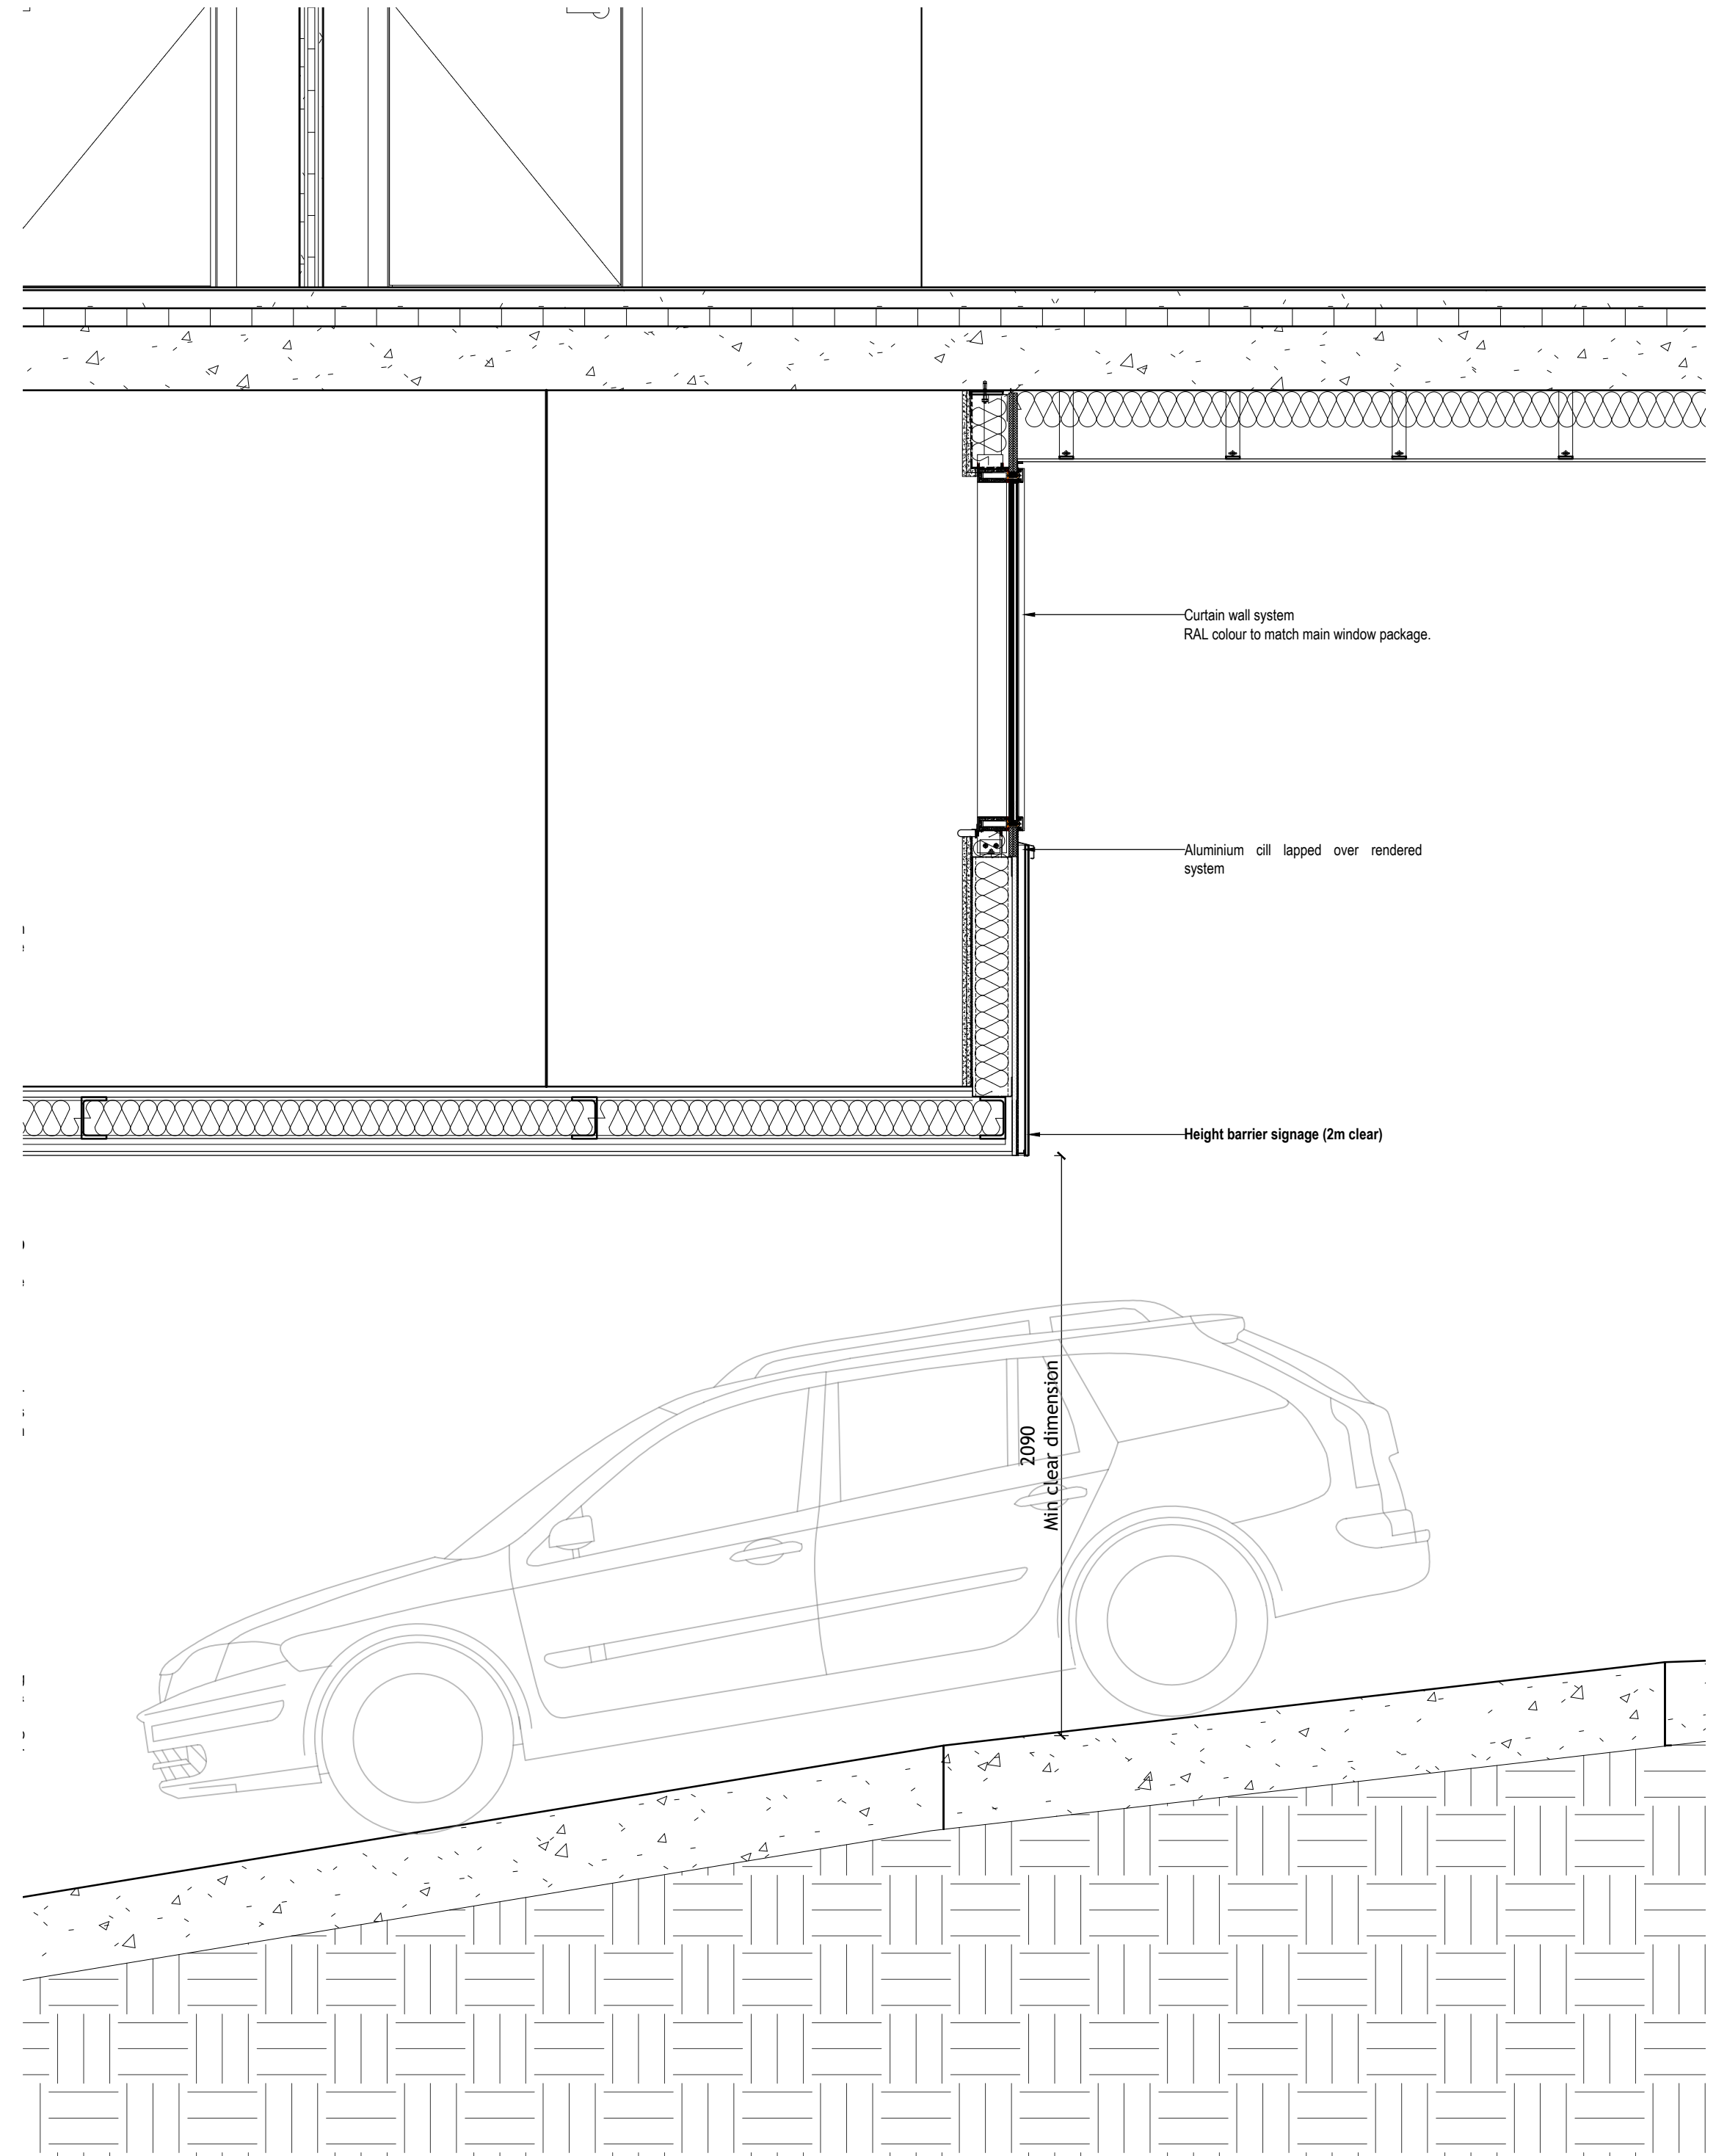 Curtain wall system
RAL colour to match main window package.
Aluminium cill lapped over rendered
system
Height barrier signage (2m clear)
2090
Min clear dimension